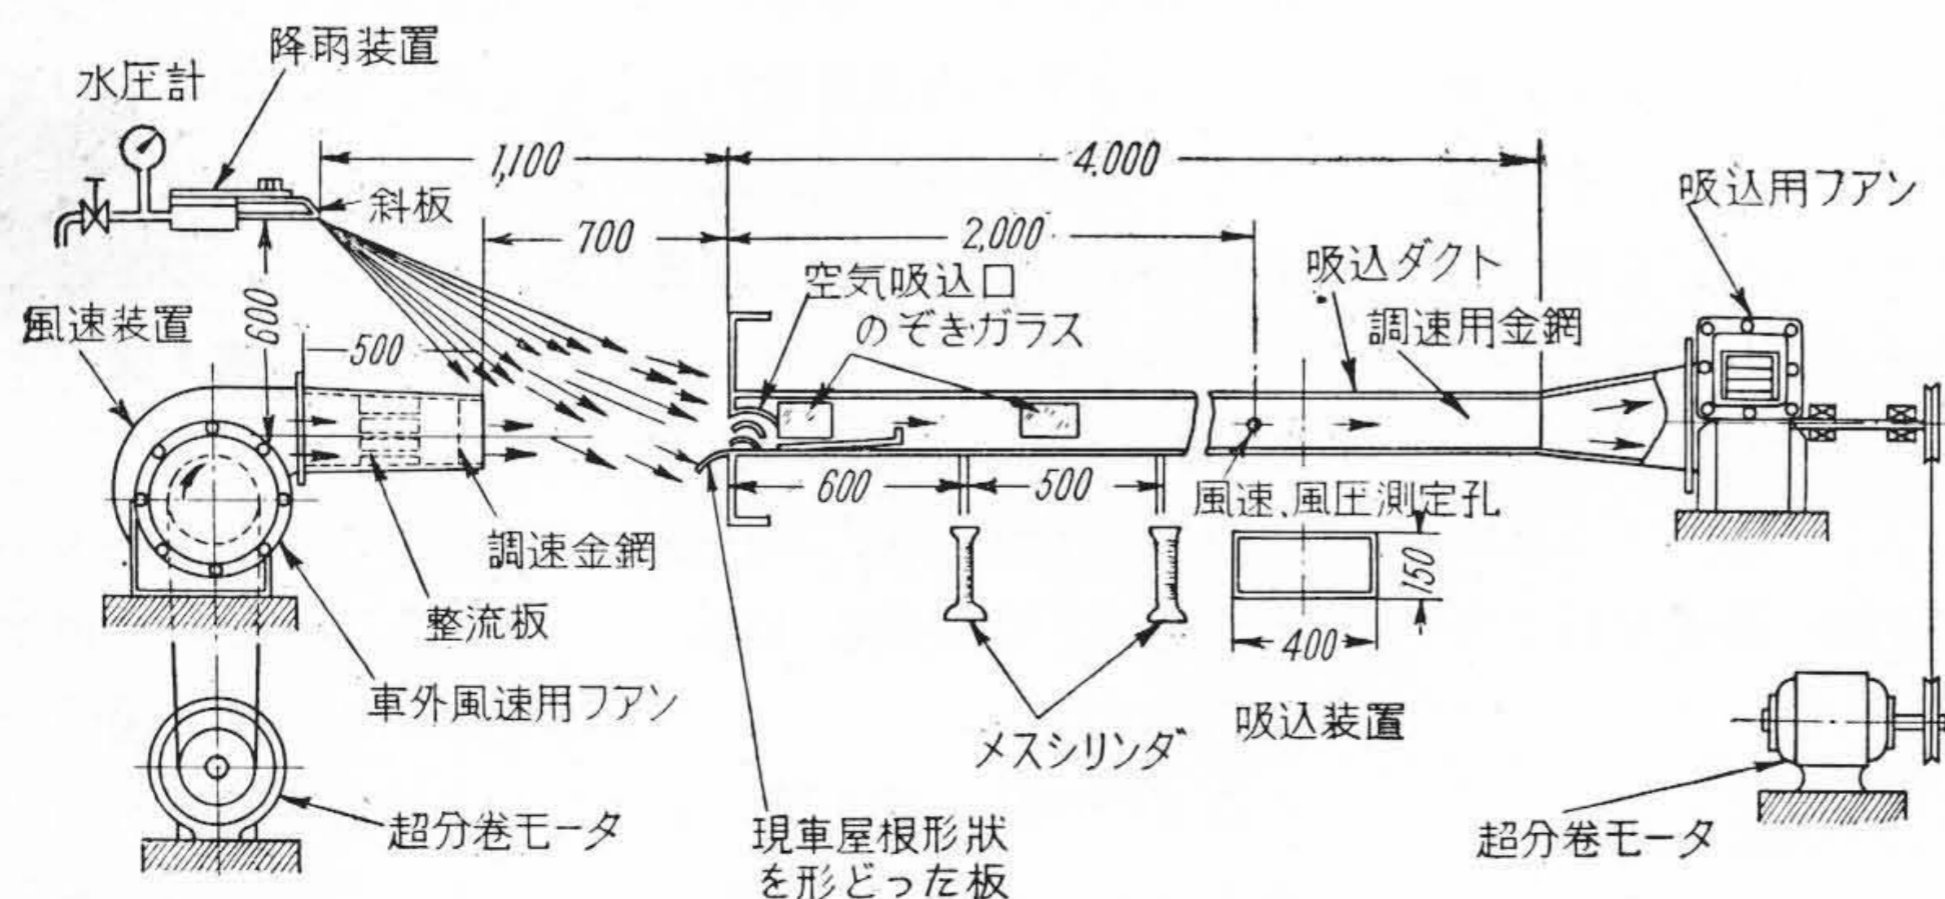 降雨装置
水圧計
1,100
4.000
斜板
吸込用フアン
700
2,000
吸込ダクト
空気吸込口
のぞきガラス
風速装置
600
500
調速用金鋼
600
500
風速、風圧測定孔
調速金鋼
整流板
150
400
車外風速用フアン
メスシリンダ
吸込装置
超分巻モータ
現車屋根形状
を形どった板
超分巻モータ